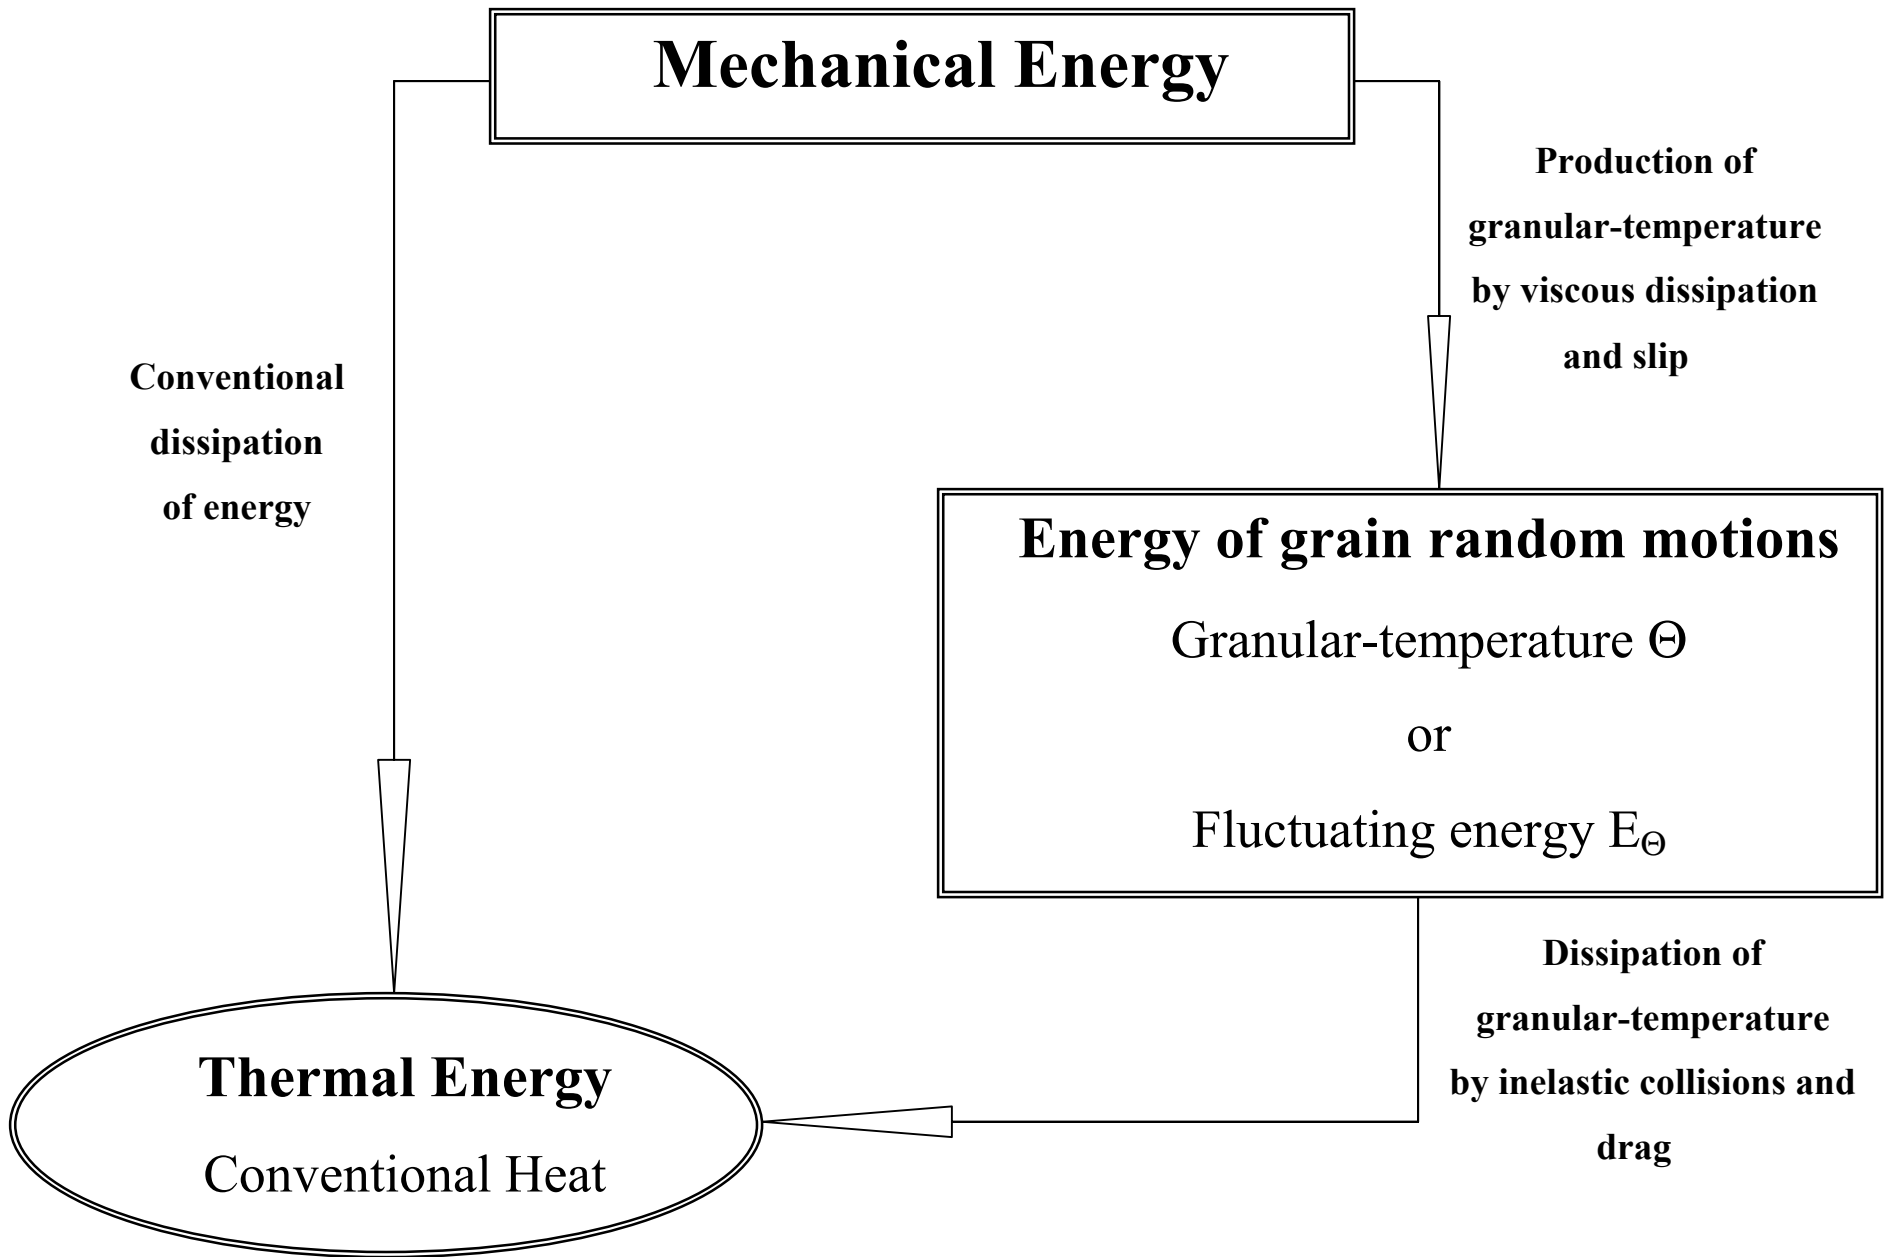 Mechanical Energy
Production of
granular-temperature
by viscous dissipation
and slip
Conventional
dissipation
of energy
Energy of grain random motions
Granular-temperature Θ
or
Fluctuating energy E_Θ
Dissipation of
granular-temperature
by inelastic collisions and
drag
Thermal Energy
Conventional Heat